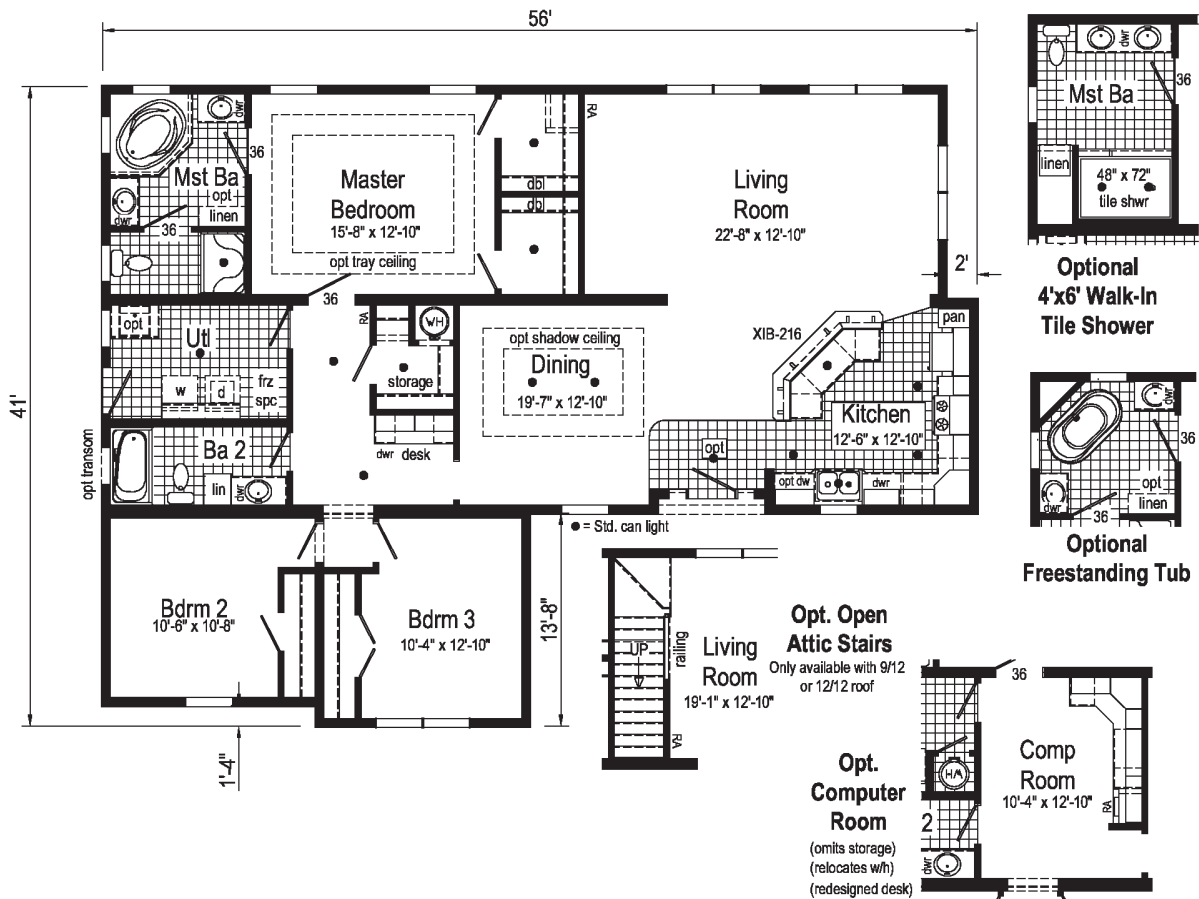 56'
41'
Mst Ba
dwr
36
opt
linen
dwr
36
Master
Bedroom
15'-8" x 12'-10"
opt tray ceiling
36
dbl
dbl
RA
Living
Room
22'-8" x 12'-10"
2'
opt
Utl
w
d
frz
spc
RA
WH
storage
dwr desk
opt shadow ceiling
Dining
19'-7" x 12'-10"
XIB-216
pan
Kitchen
12'-6" x 12'-10"
opt
opt dw
dwr
opt transom
Ba 2
lin
dwr
● = Std. can light
Bdrm 2
10'-6" x 10'-8"
Bdrm 3
10'-4" x 12'-10"
13'-8"
1'-4"
UP
railing
RA
Living
Room
19'-1" x 12'-10"
Opt. Open
Attic Stairs
Only available with 9/12
or 12/12 roof
Opt.
Computer
Room
(omits storage)
(relocates w/h)
(redesigned desk)
36
WH
2
dwr
Comp
Room
10'-4" x 12'-10"
RA
dwr
36
Mst Ba
linen
48" x 72"
tile shwr
Optional
4'x6' Walk-In
Tile Shower
dwr
36
opt
linen
dwr
36
Optional
Freestanding Tub